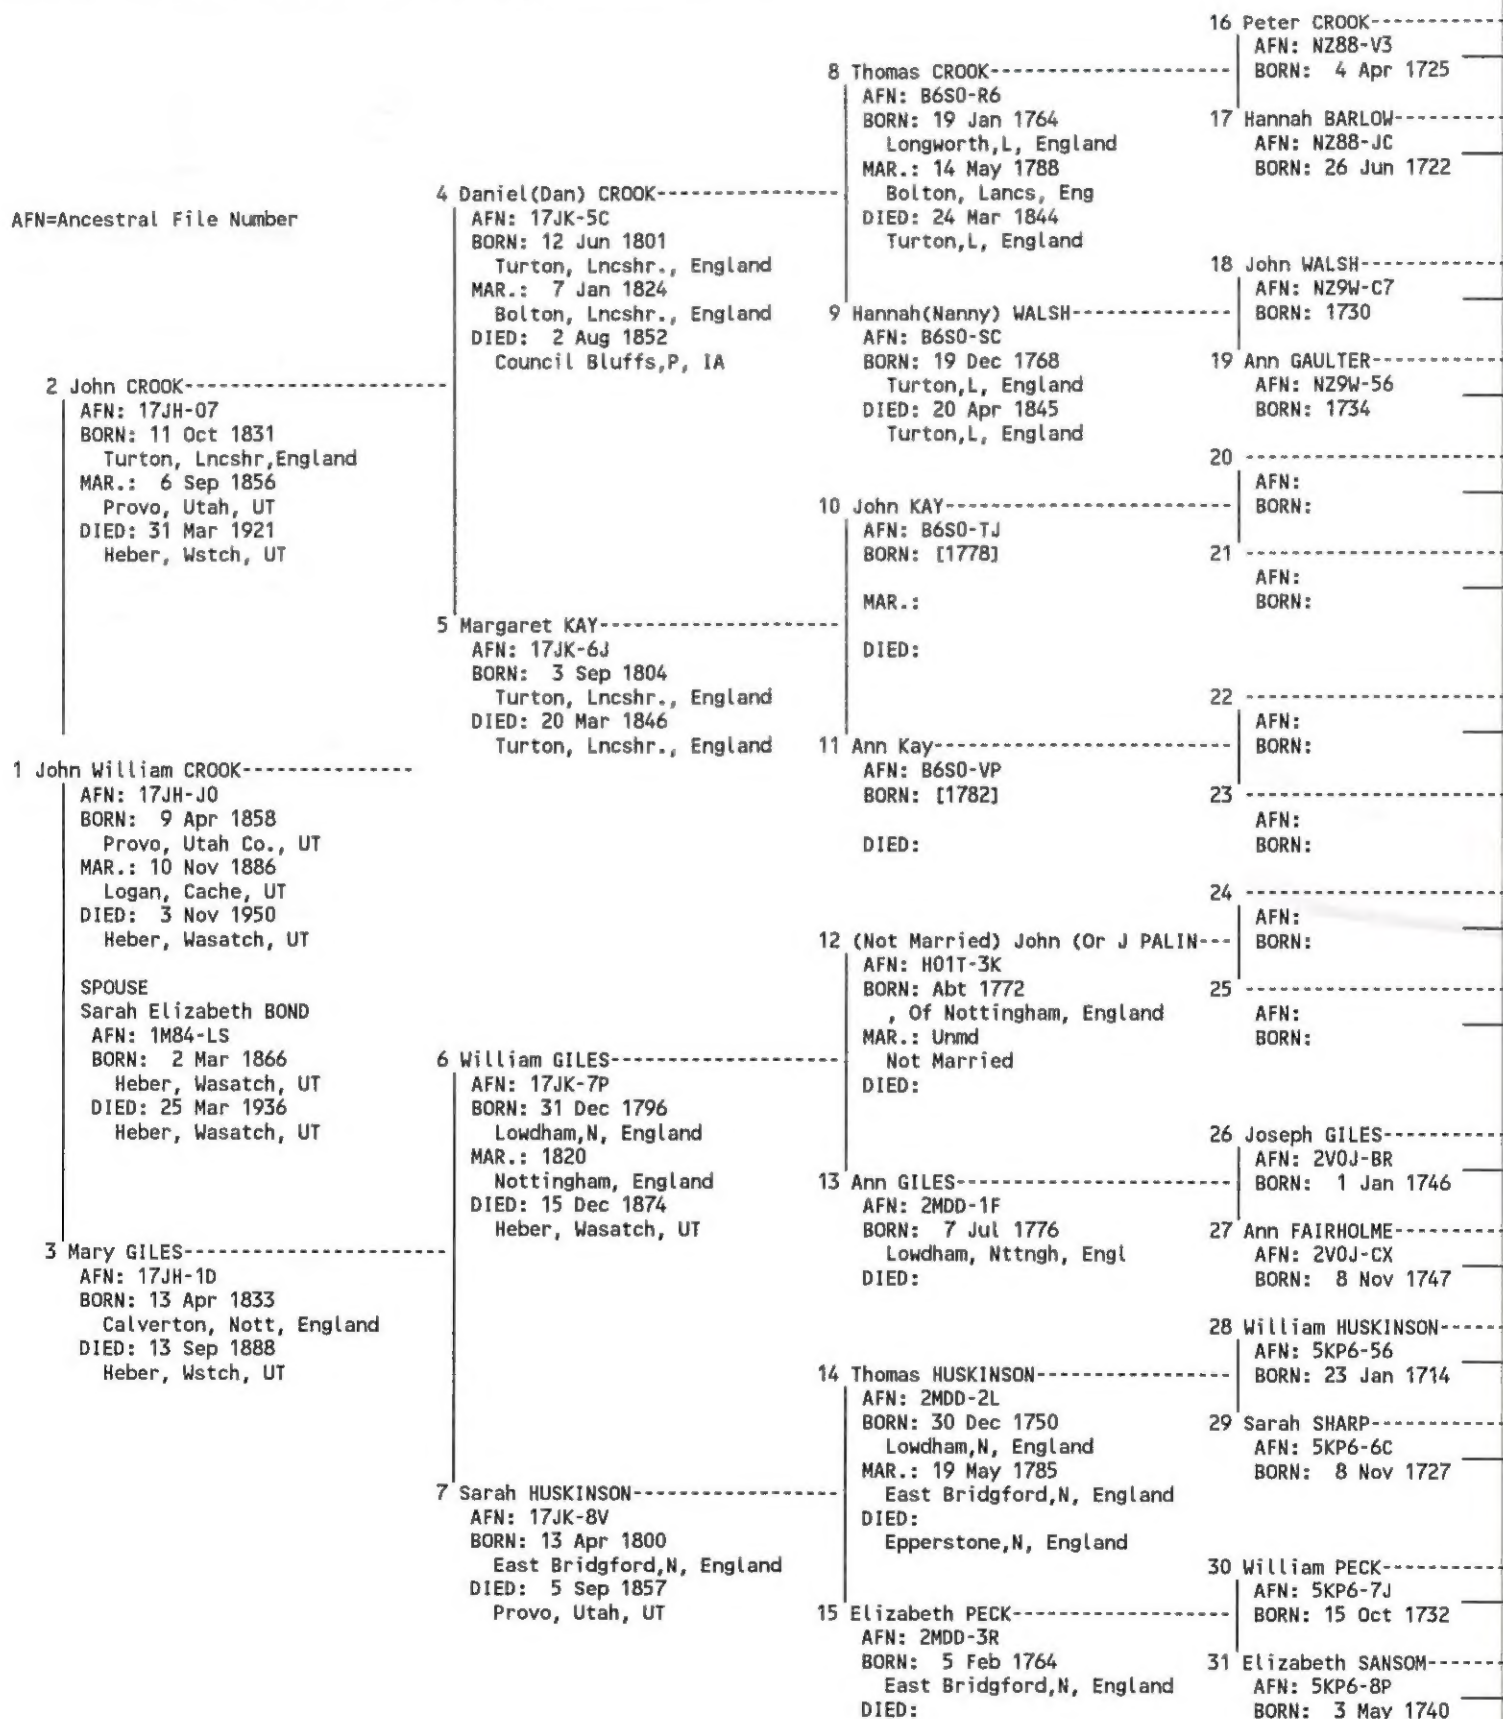 AFN=Ancestral File Number
1 John William CROOK---------------
AFN: 17JH-J0
BORN: 9 Apr 1858
Provo, Utah Co., UT
MAR.: 10 Nov 1886
Logan, Cache, UT
DIED: 3 Nov 1950
Heber, Wasatch, UT
SPOUSE
Sarah Elizabeth BOND
AFN: 1M84-LS
BORN: 2 Mar 1866
Heber, Wasatch, UT
DIED: 25 Mar 1936
Heber, Wasatch, UT
2 John CROOK-----------------------
AFN: 17JH-07
BORN: 11 Oct 1831
Turton, Lncshr,England
MAR.: 6 Sep 1856
Provo, Utah, UT
DIED: 31 Mar 1921
Heber, Wstch, UT
3 Mary GILES-----------------------
AFN: 17JH-1D
BORN: 13 Apr 1833
Calverton, Nott, England
DIED: 13 Sep 1888
Heber, Wstch, UT
4 Daniel(Dan) CROOK----------------
AFN: 17JK-5C
BORN: 12 Jun 1801
Turton, Lncshr., England
MAR.: 7 Jan 1824
Bolton, Lncshr., England
DIED: 2 Aug 1852
Council Bluffs,P, IA
5 Margaret KAY---------------------
AFN: 17JK-6J
BORN: 3 Sep 1804
Turton, Lncshr., England
DIED: 20 Mar 1846
Turton, Lncshr., England
6 William GILES--------------------
AFN: 17JK-7P
BORN: 31 Dec 1796
Lowdham,N, England
MAR.: 1820
Nottingham, England
DIED: 15 Dec 1874
Heber, Wasatch, UT
7 Sarah HUSKINSON------------------
AFN: 17JK-8V
BORN: 13 Apr 1800
East Bridgford,N, England
DIED: 5 Sep 1857
Provo, Utah, UT
8 Thomas CROOK---------------------
AFN: B6S0-R6
BORN: 19 Jan 1764
Longworth,L, England
MAR.: 14 May 1788
Bolton, Lancs, Eng
DIED: 24 Mar 1844
Turton,L, England
9 Hannah(Nanny) WALSH--------------
AFN: B6S0-SC
BORN: 19 Dec 1768
Turton,L, England
DIED: 20 Apr 1845
Turton,L, England
10 John KAY------------------------
AFN: B6S0-TJ
BORN: [1778]
MAR.:
DIED:
11 Ann Kay-------------------------
AFN: B6S0-VP
BORN: [1782]
DIED:
12 (Not Married) John (Or J PALIN---
AFN: H01T-3K
BORN: Abt 1772
, Of Nottingham, England
MAR.: Unmd
Not Married
DIED:
13 Ann GILES-----------------------
AFN: 2MDD-1F
BORN: 7 Jul 1776
Lowdham, Nttngh, Engl
DIED:
14 Thomas HUSKINSON----------------
AFN: 2MDD-2L
BORN: 30 Dec 1750
Lowdham,N, England
MAR.: 19 May 1785
East Bridgford,N, England
DIED:
Epperstone,N, England
15 Elizabeth PECK------------------
AFN: 2MDD-3R
BORN: 5 Feb 1764
East Bridgford,N, England
DIED:
16 Peter CROOK-----------
AFN: NZ88-V3
BORN: 4 Apr 1725
17 Hannah BARLOW---------
AFN: NZ88-JC
BORN: 26 Jun 1722
18 John WALSH------------
AFN: NZ9W-C7
BORN: 1730
19 Ann GAULTER-----------
AFN: NZ9W-56
BORN: 1734
20 ----------------------
AFN:
BORN:
21 ----------------------
AFN:
BORN:
22 ----------------------
AFN:
BORN:
23 ----------------------
AFN:
BORN:
24 ----------------------
AFN:
BORN:
25 ----------------------
AFN:
BORN:
26 Joseph GILES----------
AFN: 2V0J-BR
BORN: 1 Jan 1746
27 Ann FAIRHOLME---------
AFN: 2V0J-CX
BORN: 8 Nov 1747
28 William HUSKINSON-----
AFN: 5KP6-56
BORN: 23 Jan 1714
29 Sarah SHARP-----------
AFN: 5KP6-6C
BORN: 8 Nov 1727
30 William PECK----------
AFN: 5KP6-7J
BORN: 15 Oct 1732
31 Elizabeth SANSOM------
AFN: 5KP6-8P
BORN: 3 May 1740